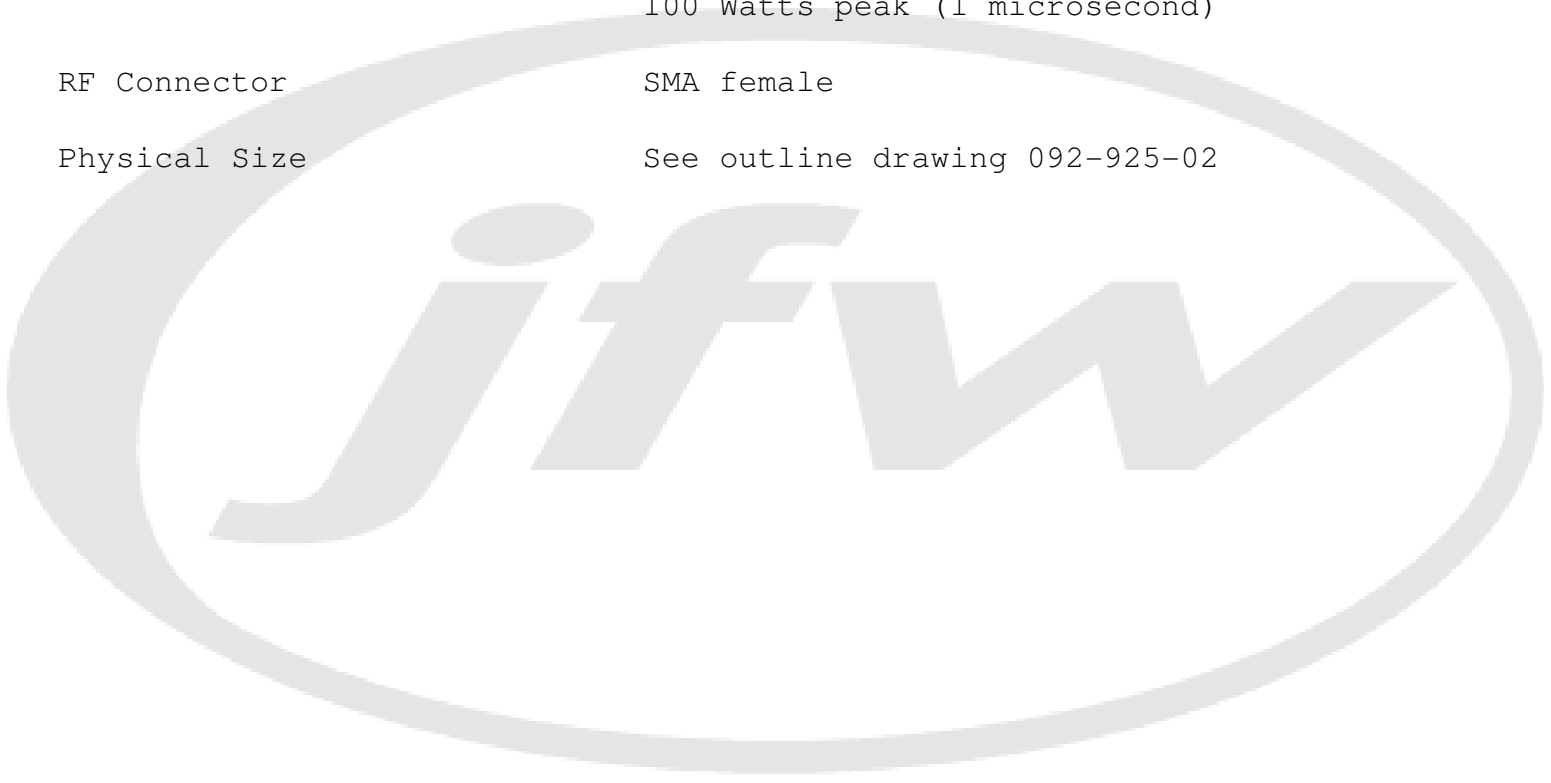 100 Watts peak (1 microsecond)
RF Connector SMA female
Physical Size See outline drawing 092-925-02
jfw